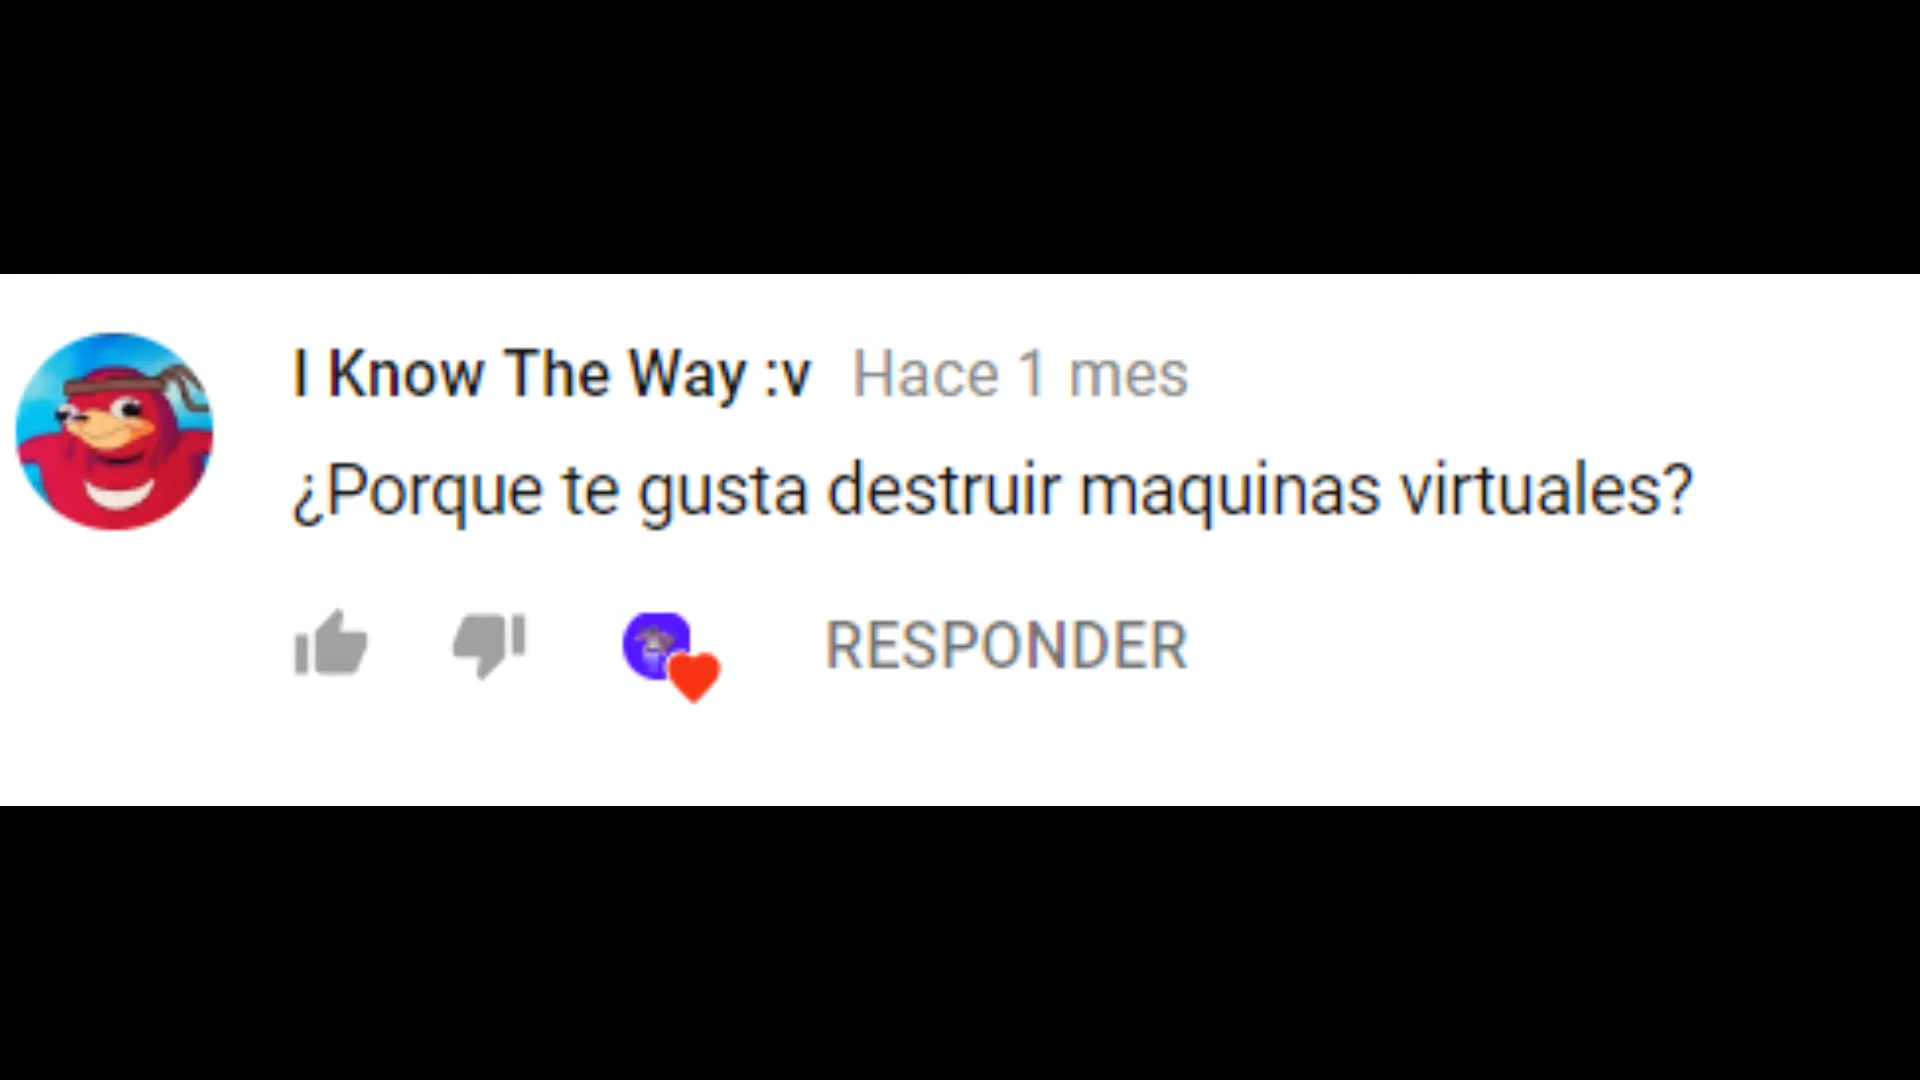 I Know The Way :v Hace 1 mes
¿Porque te gusta destruir maquinas virtuales?
RESPONDER